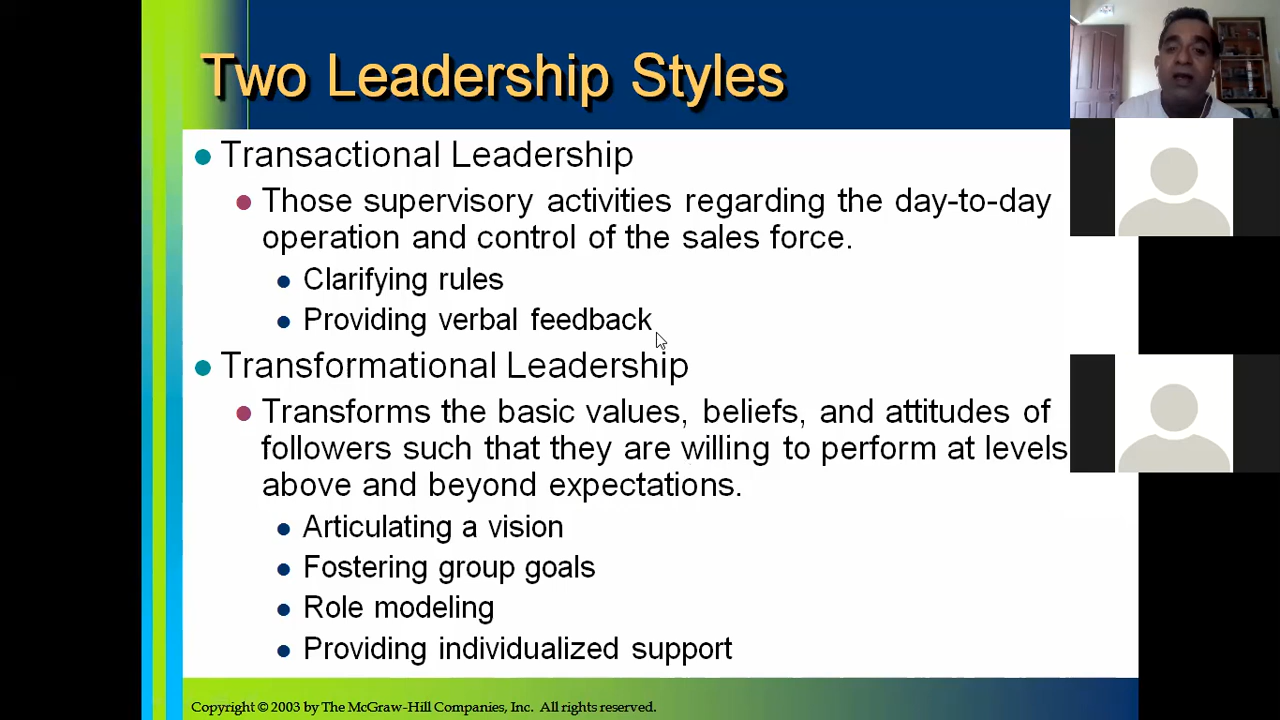 Two Leadership Styles
Transactional Leadership
Those supervisory activities regarding the day-to-day
operation and control of the sales force.
Clarifying rules
Providing verbal feedback
Transformational Leadership
Transforms the basic values, beliefs, and attitudes of
followers such that they are willing to perform at levels
above and beyond expectations.
Articulating a vision
Fostering group goals
Role modeling
Providing individualized support
Copyright © 2003 by The McGraw-Hill Companies, Inc. All rights reserved.